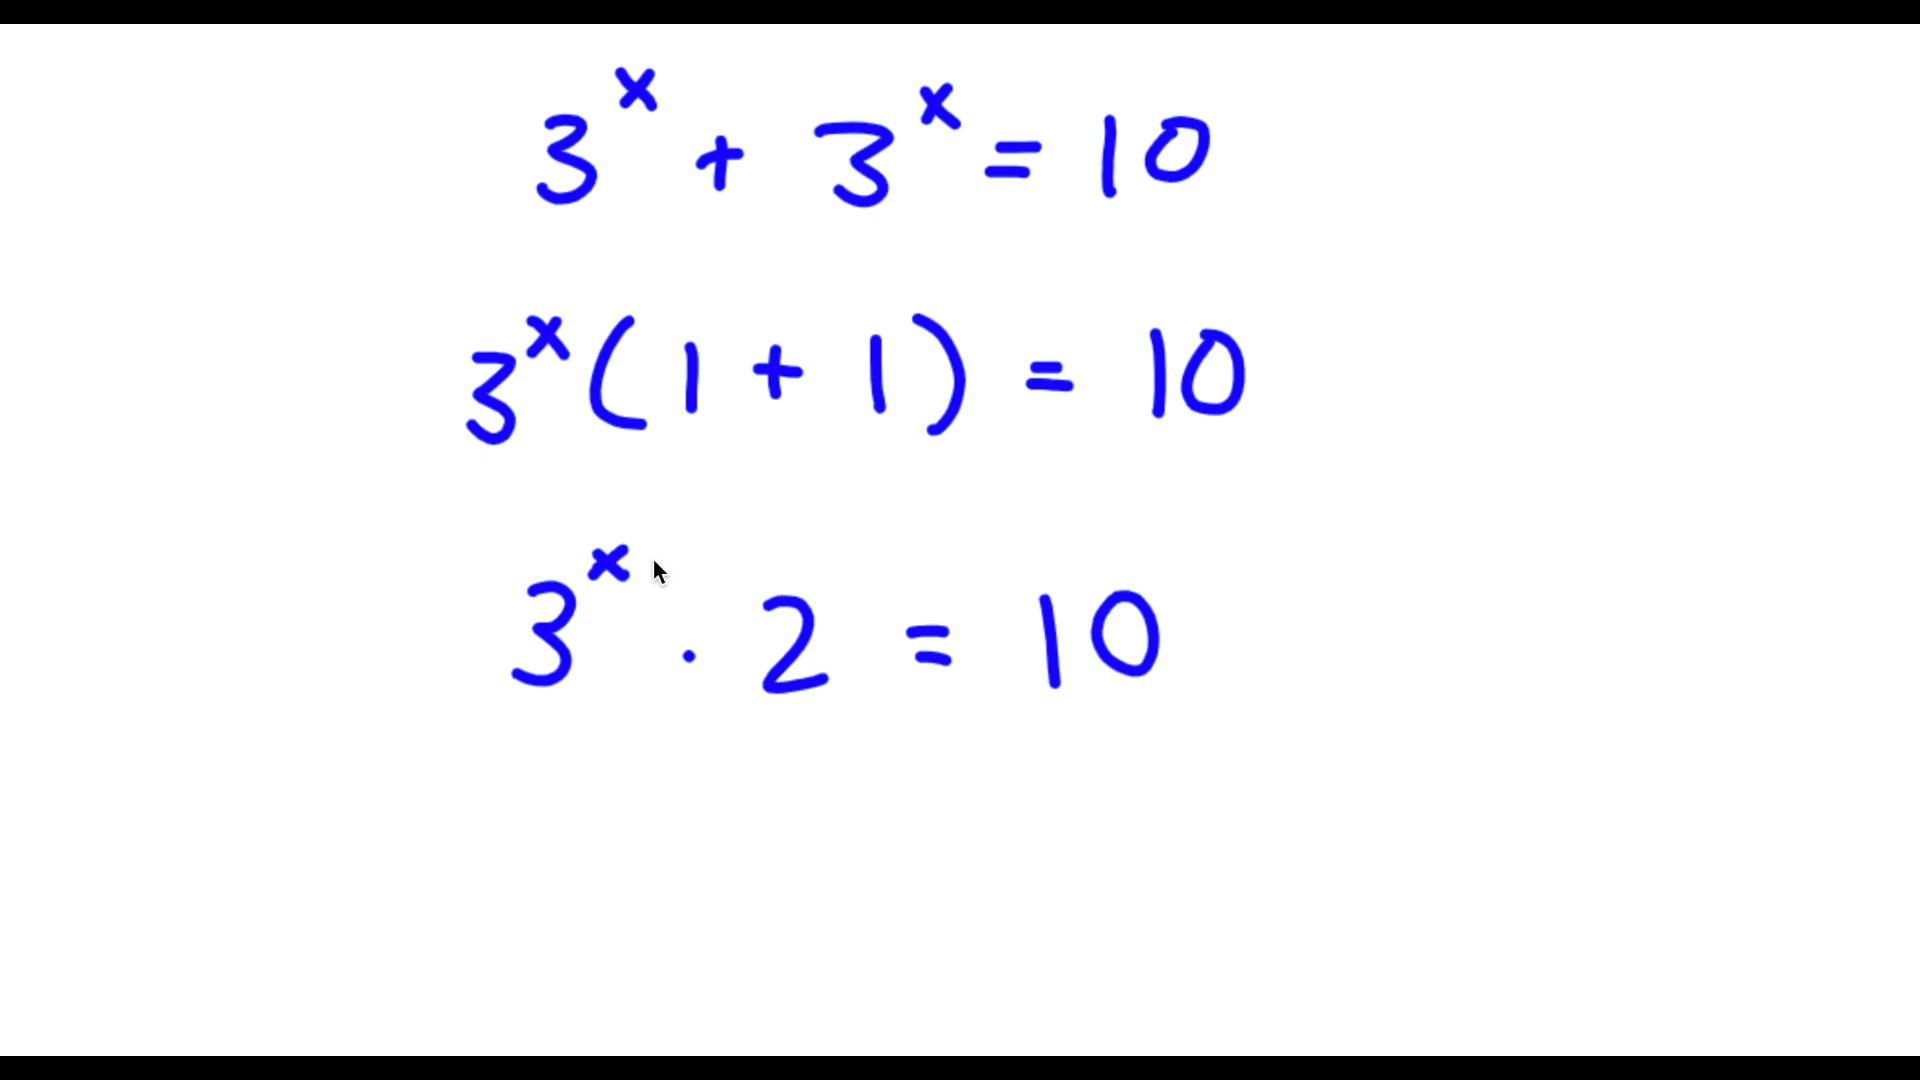 3^x + 3^x = 10
3^x ( 1 + 1 ) = 10
3^x . 2 = 10